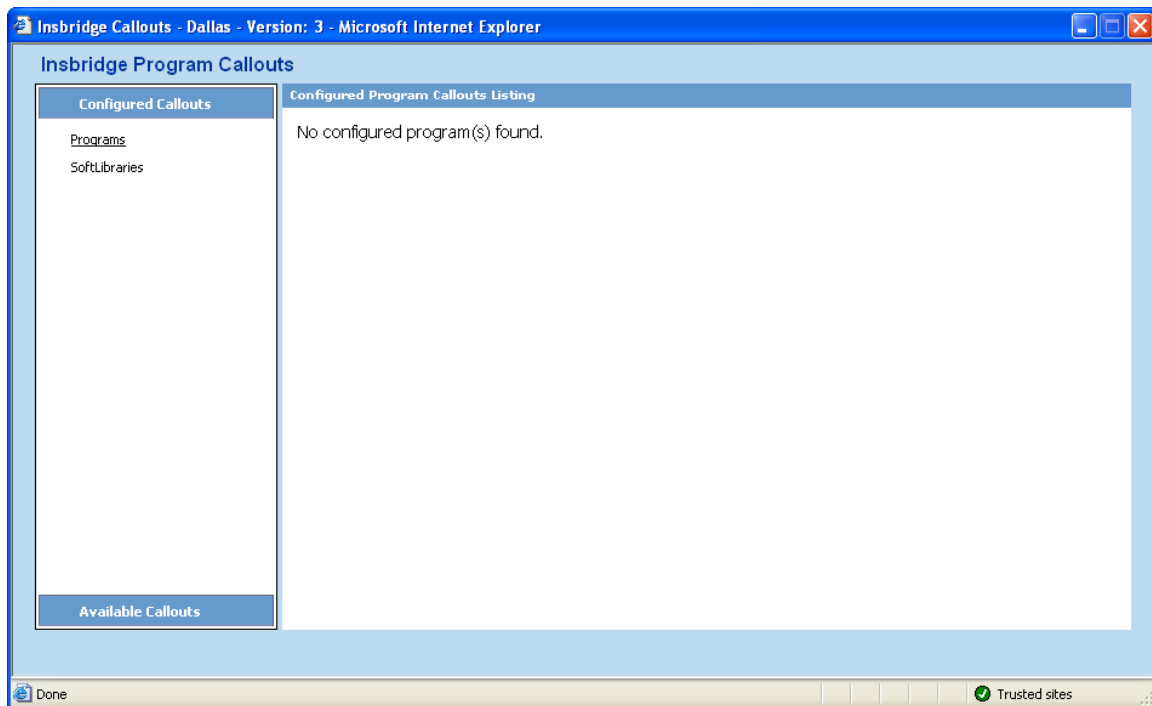 Insbridge Callouts - Dallas - Version: 3 - Microsoft Internet Explorer
Insbridge Program Callouts
Configured Callouts
Programs
SoftLibraries
Available Callouts
Configured Program Callouts Listing
No configured program(s) found.
Done
Trusted sites